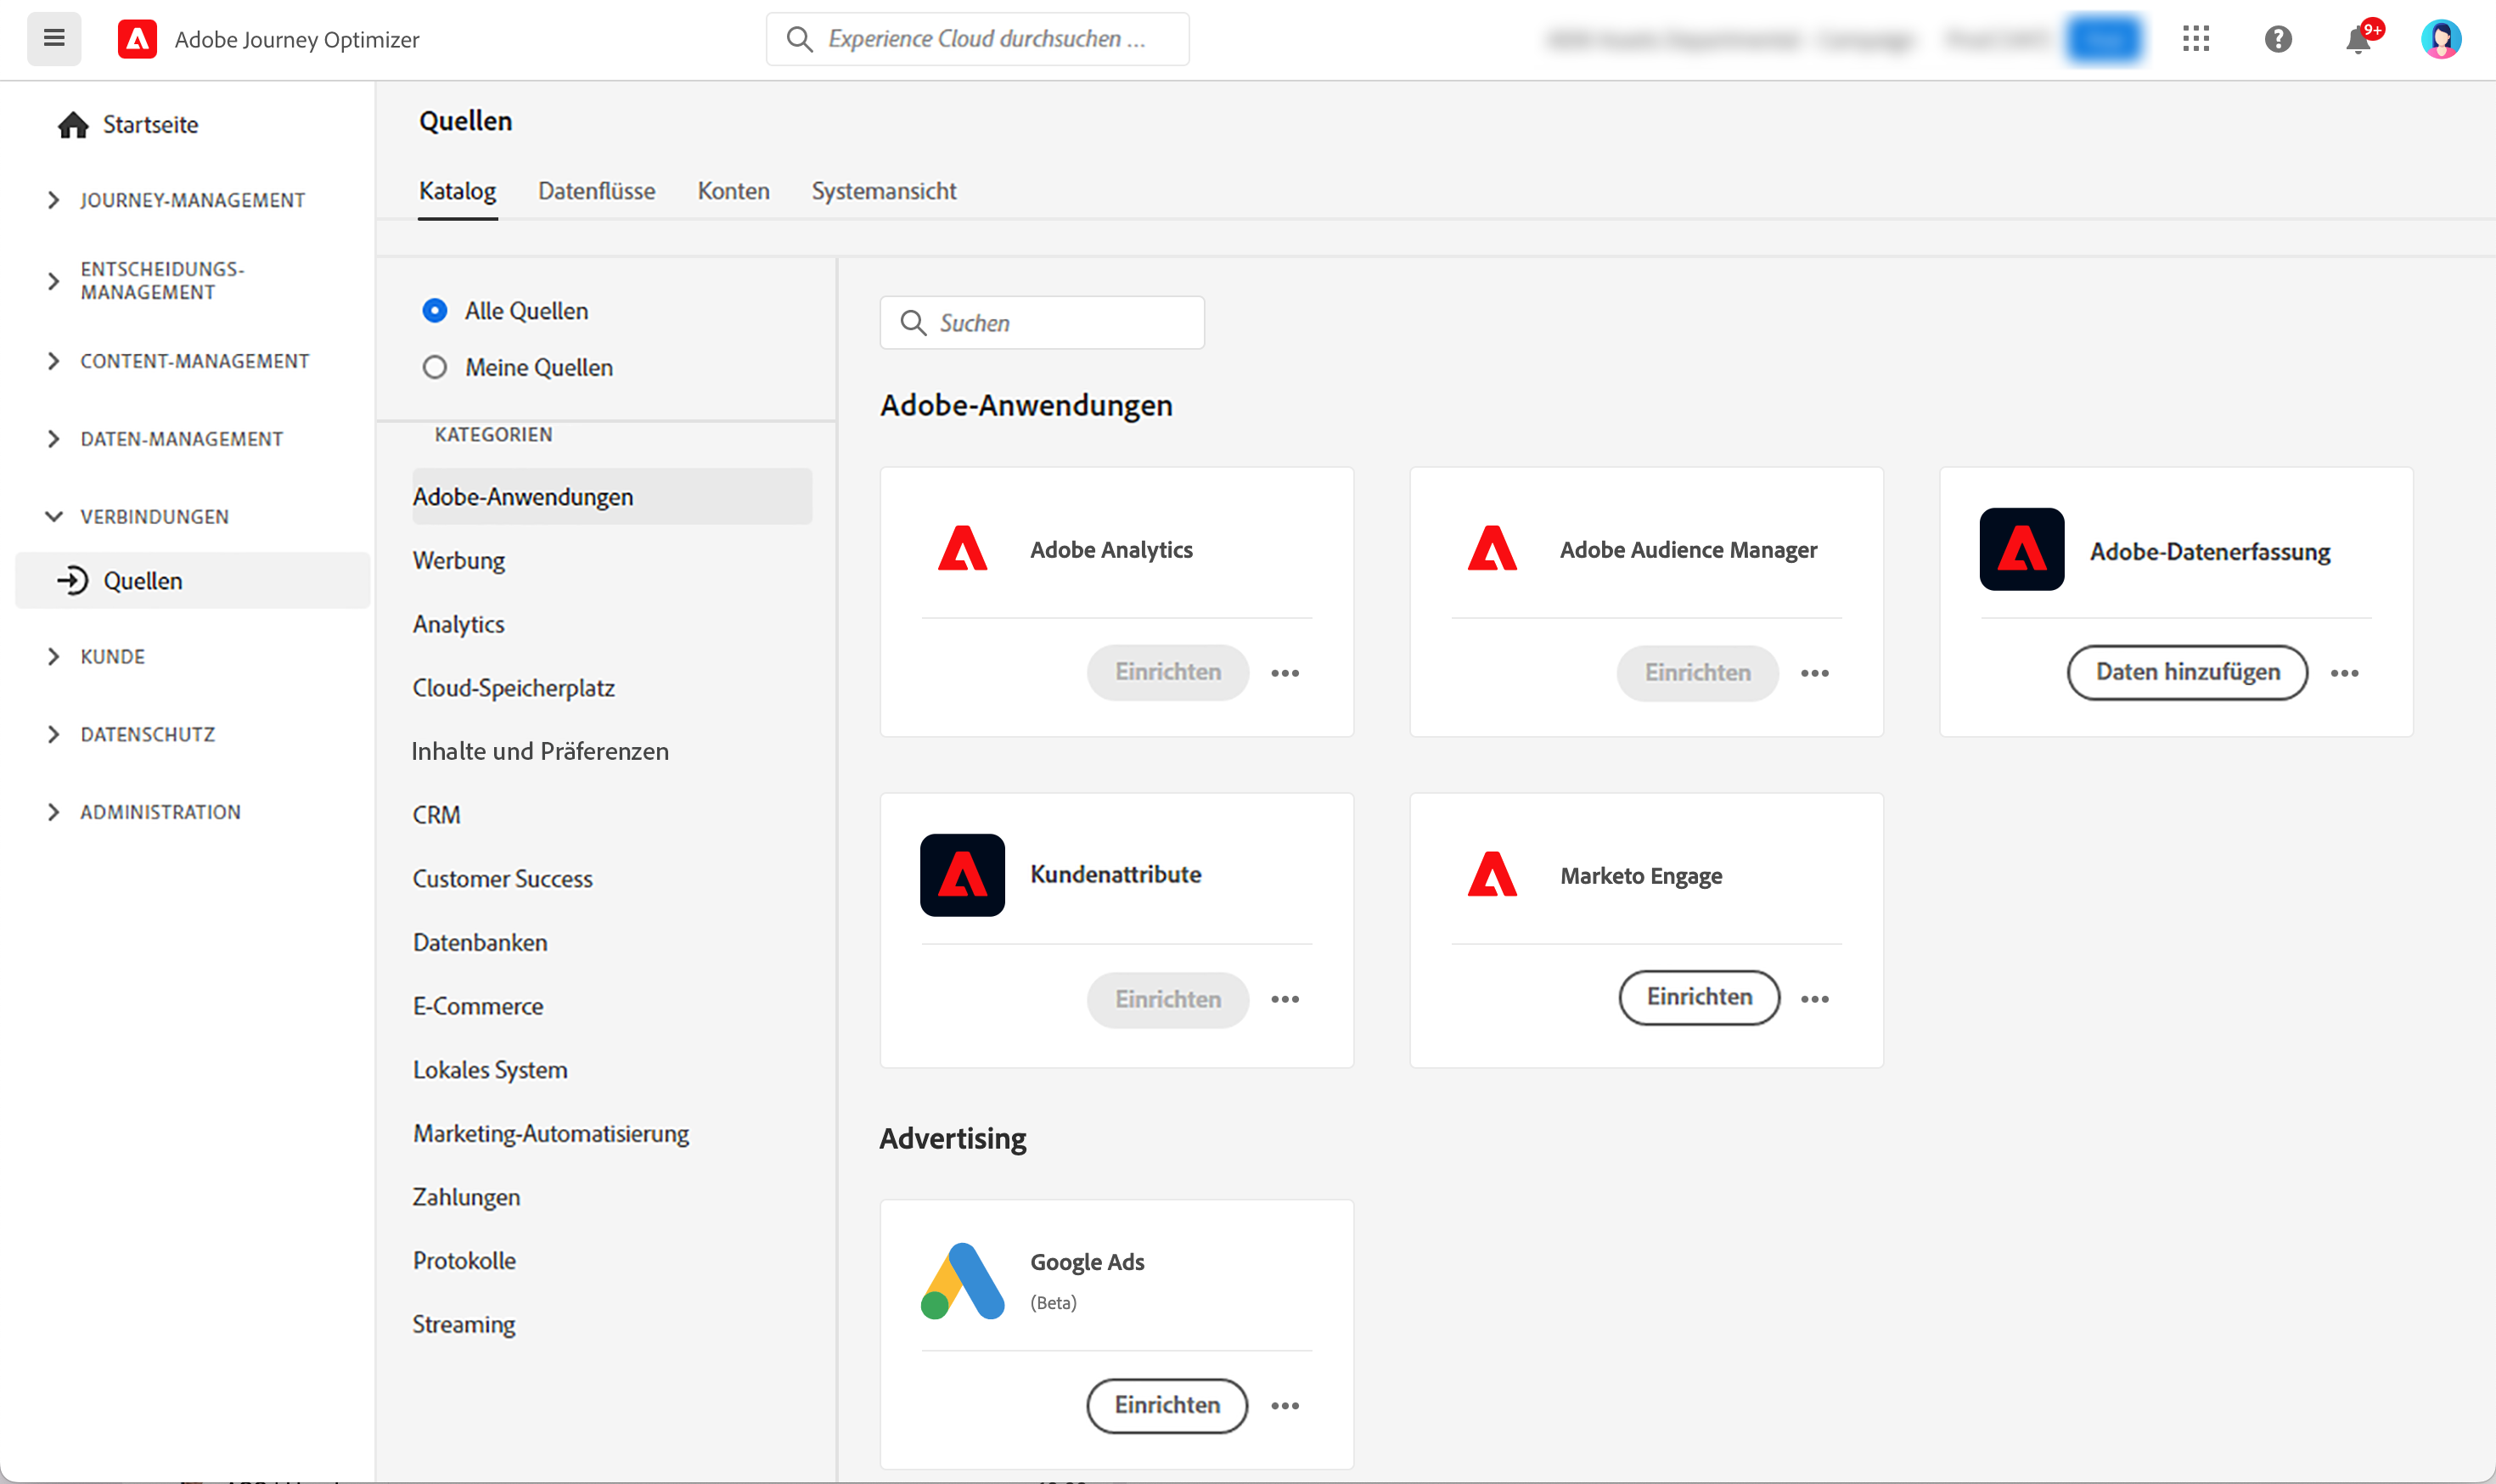 Adobe Journey Optimizer
Experience Cloud durchsuchen ...
9+
Startseite
JOURNEY-MANAGEMENT
ENTSCHEIDUNGS-
MANAGEMENT
CONTENT-MANAGEMENT
DATEN-MANAGEMENT
VERBINDUNGEN
Quellen
KUNDE
DATENSCHUTZ
ADMINISTRATION
Quellen
Katalog
Datenflüsse
Konten
Systemansicht
Alle Quellen
Meine Quellen
KATEGORIEN
Adobe-Anwendungen
Werbung
Analytics
Cloud-Speicherplatz
Inhalte und Präferenzen
CRM
Customer Success
Datenbanken
E-Commerce
Lokales System
Marketing-Automatisierung
Zahlungen
Protokolle
Streaming
Suchen
Adobe-Anwendungen
Adobe Analytics
Einrichten
Adobe Audience Manager
Einrichten
Adobe-Datenerfassung
Daten hinzufügen
Kundenattribute
Einrichten
Marketo Engage
Einrichten
Advertising
Google Ads
(Beta)
Einrichten